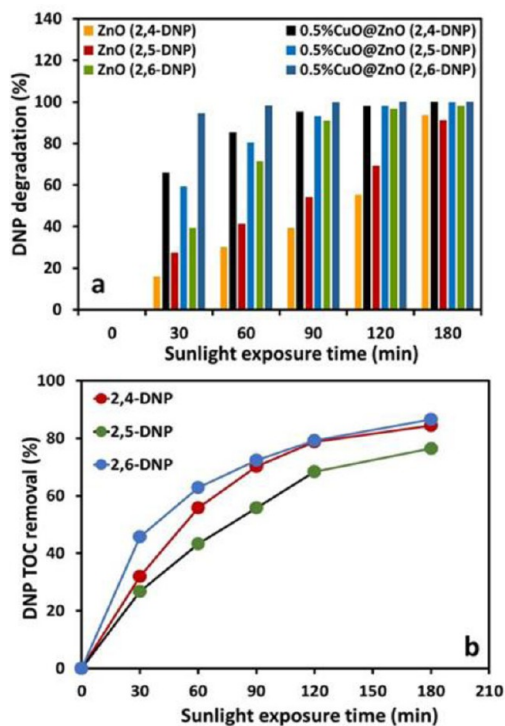 140
120
100
80
60
40
20
0
DNP degradation (%)
ZnO (2,4-DNP)
ZnO (2,5-DNP)
ZnO (2,6-DNP)
0.5%CuO@ZnO (2,4-DNP)
0.5%CuO@ZnO (2,5-DNP)
0.5%CuO@ZnO (2,6-DNP)
a
0 30 60 90 120 180
Sunlight exposure time (min)
100
80
60
40
20
0
DNP TOC removal (%)
2,4-DNP
2,5-DNP
2,6-DNP
b
0 30 60 90 120 150 180 210
Sunlight exposure time (min)